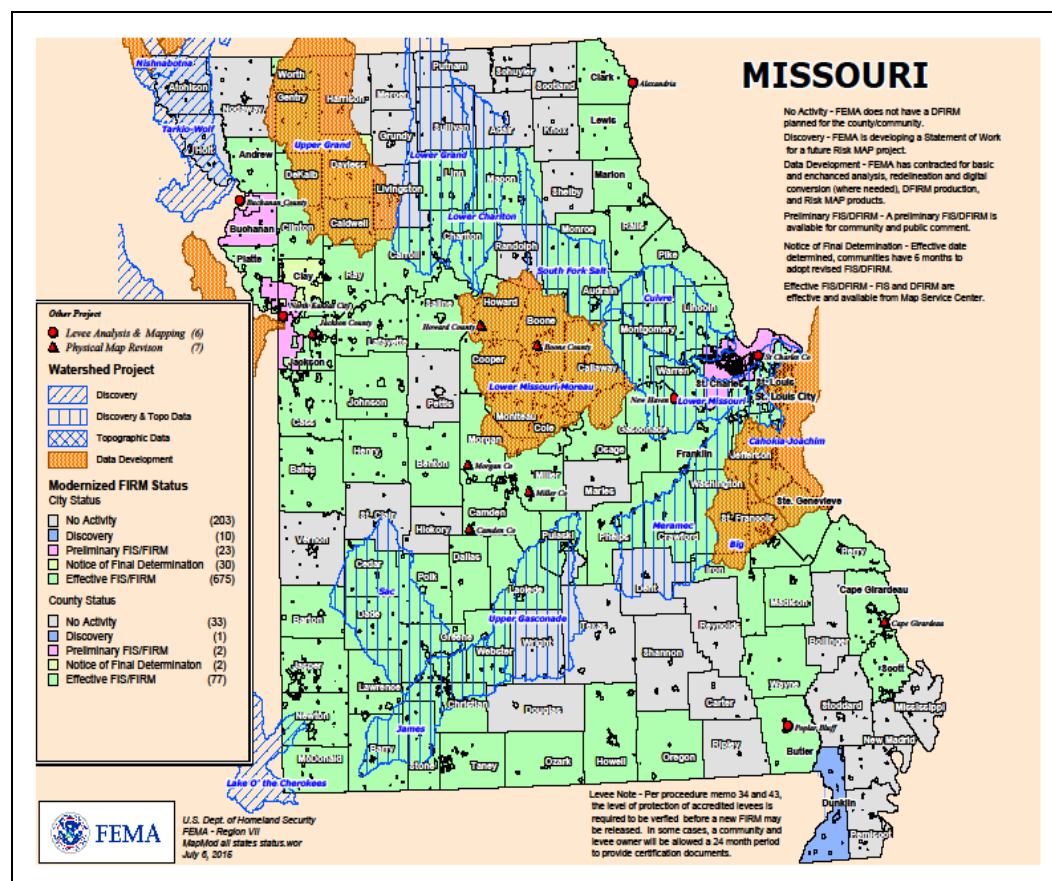 MISSOURI
No Activity - FEMA does not have a DFIRM
planned for the county/community.
Discovery - FEMA is developing a Statement of Work
for a future Risk MAP project.
Data Development - FEMA has contracted for basic
and enchanced analysis, redelineation and digital
conversion (where needed), DFIRM production,
and Risk MAP products.
Preliminary FIS/DFIRM - A preliminary FIS/DFIRM is
available for community and public comment.
Notice of Final Determination - Effective date
determined, communities have 6 months to
adopt revised FIS/DFIRM.
Effective FIS/DFIRM - FIS and DFIRM are
effective and available from Map Service Center.
Nishnabotna
Atchison
Nodaway
Worth
Gentry
Harrison
Mercer
Putnam
Schuyler
Scotland
Clark
Alexandria
Tarkio-Wolf
Holt
Andrew
Upper Grand
DeKalb
Daviess
Grundy
Sullivan
Adair
Knox
Lewis
Lower Grand
Livingston
Linn
Macon
Shelby
Marion
Buchanan County
Buchanan
Clinton
Caldwell
Lower Chariton
Chariton
Randolph
Monroe
Ralls
Platte
Clay
Ray
Carroll
South Fork Salt
Audrain
Pike
North Kansas City
Jackson County
Jackson
Lafayette
Saline
Howard
Howard County
Boone
Boone County
Cuivre
Lincoln
Montgomery
Cooper
Callaway
Warren
St. Charles
St Charles Co
St. Louis
St. Louis City
Johnson
Pettis
Lower Missouri-Moreau
New Haven
Lower Missouri
Cass
Moniteau
Cole
Gasconade
Morgan
Osage
Franklin
Cahokia-Joachim
Jefferson
Bates
Henry
Benton
Morgan Co
Miller
Miller Co
Maries
Washington
Ste. Genevieve
St. Clair
Camden
Camden Co
Hickory
Pulaski
Phelps
Meramec
Crawford
St. Francois
Big
Vernon
Cedar
Dallas
Dent
Iron
Perry
Polk
Laclede
Madison
Cape Girardeau
Cape Girardeau
Sac
Barton
Dade
Greene
Upper Gasconade
Webster
Wright
Texas
Reynolds
Bollinger
Shannon
Scott
Jasper
Lawrence
Christian
Douglas
Carter
Wayne
Stoddard
Mississippi
Newton
James
Barry
Ripley
Poplar Bluff
Butler
New Madrid
McDonald
Stone
Taney
Ozark
Howell
Oregon
Lake O' the Cherokees
Dunklin
Pemiscot
Other Project
Levee Analysis & Mapping (6)
Physical Map Revison (7)
Watershed Project
Discovery
Discovery & Topo Data
Topographic Data
Data Development
Modernized FIRM Status
City Status
No Activity (203)
Discovery (10)
Preliminary FIS/FIRM (23)
Notice of Final Determination (30)
Effective FIS/FIRM (675)
County Status
No Activity (33)
Discovery (1)
Preliminary FIS/FIRM (2)
Notice of Final Determinaton (2)
Effective FIS/FIRM (77)
Levee Note - Per proceedure memo 34 and 43,
the level of protection of accredited levees is
required to be verfied before a new FIRM may
be released. In some cases, a community and
levee owner will be allowed a 24 month period
to provide certification documents.
FEMA
U.S. Dept. of Homeland Security
FEMA - Region VII
MapMod all states status.wor
July 6, 2015